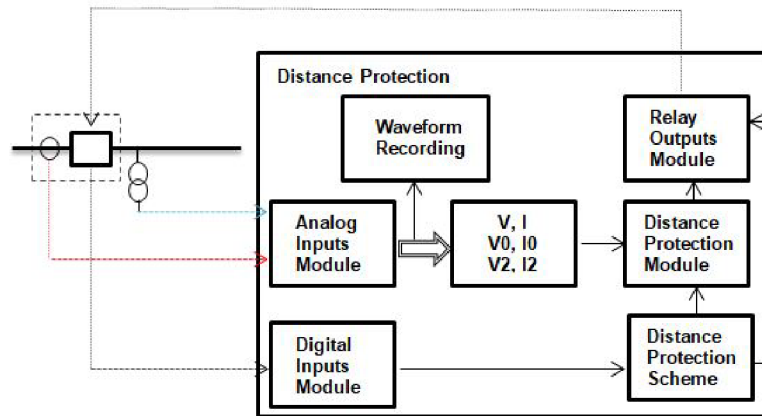 Distance Protection
Waveform
Recording
Relay
Outputs
Module
Analog
Inputs
Module
V, I
V0, I0
V2, I2
Distance
Protection
Module
Digital
Inputs
Module
Distance
Protection
Scheme